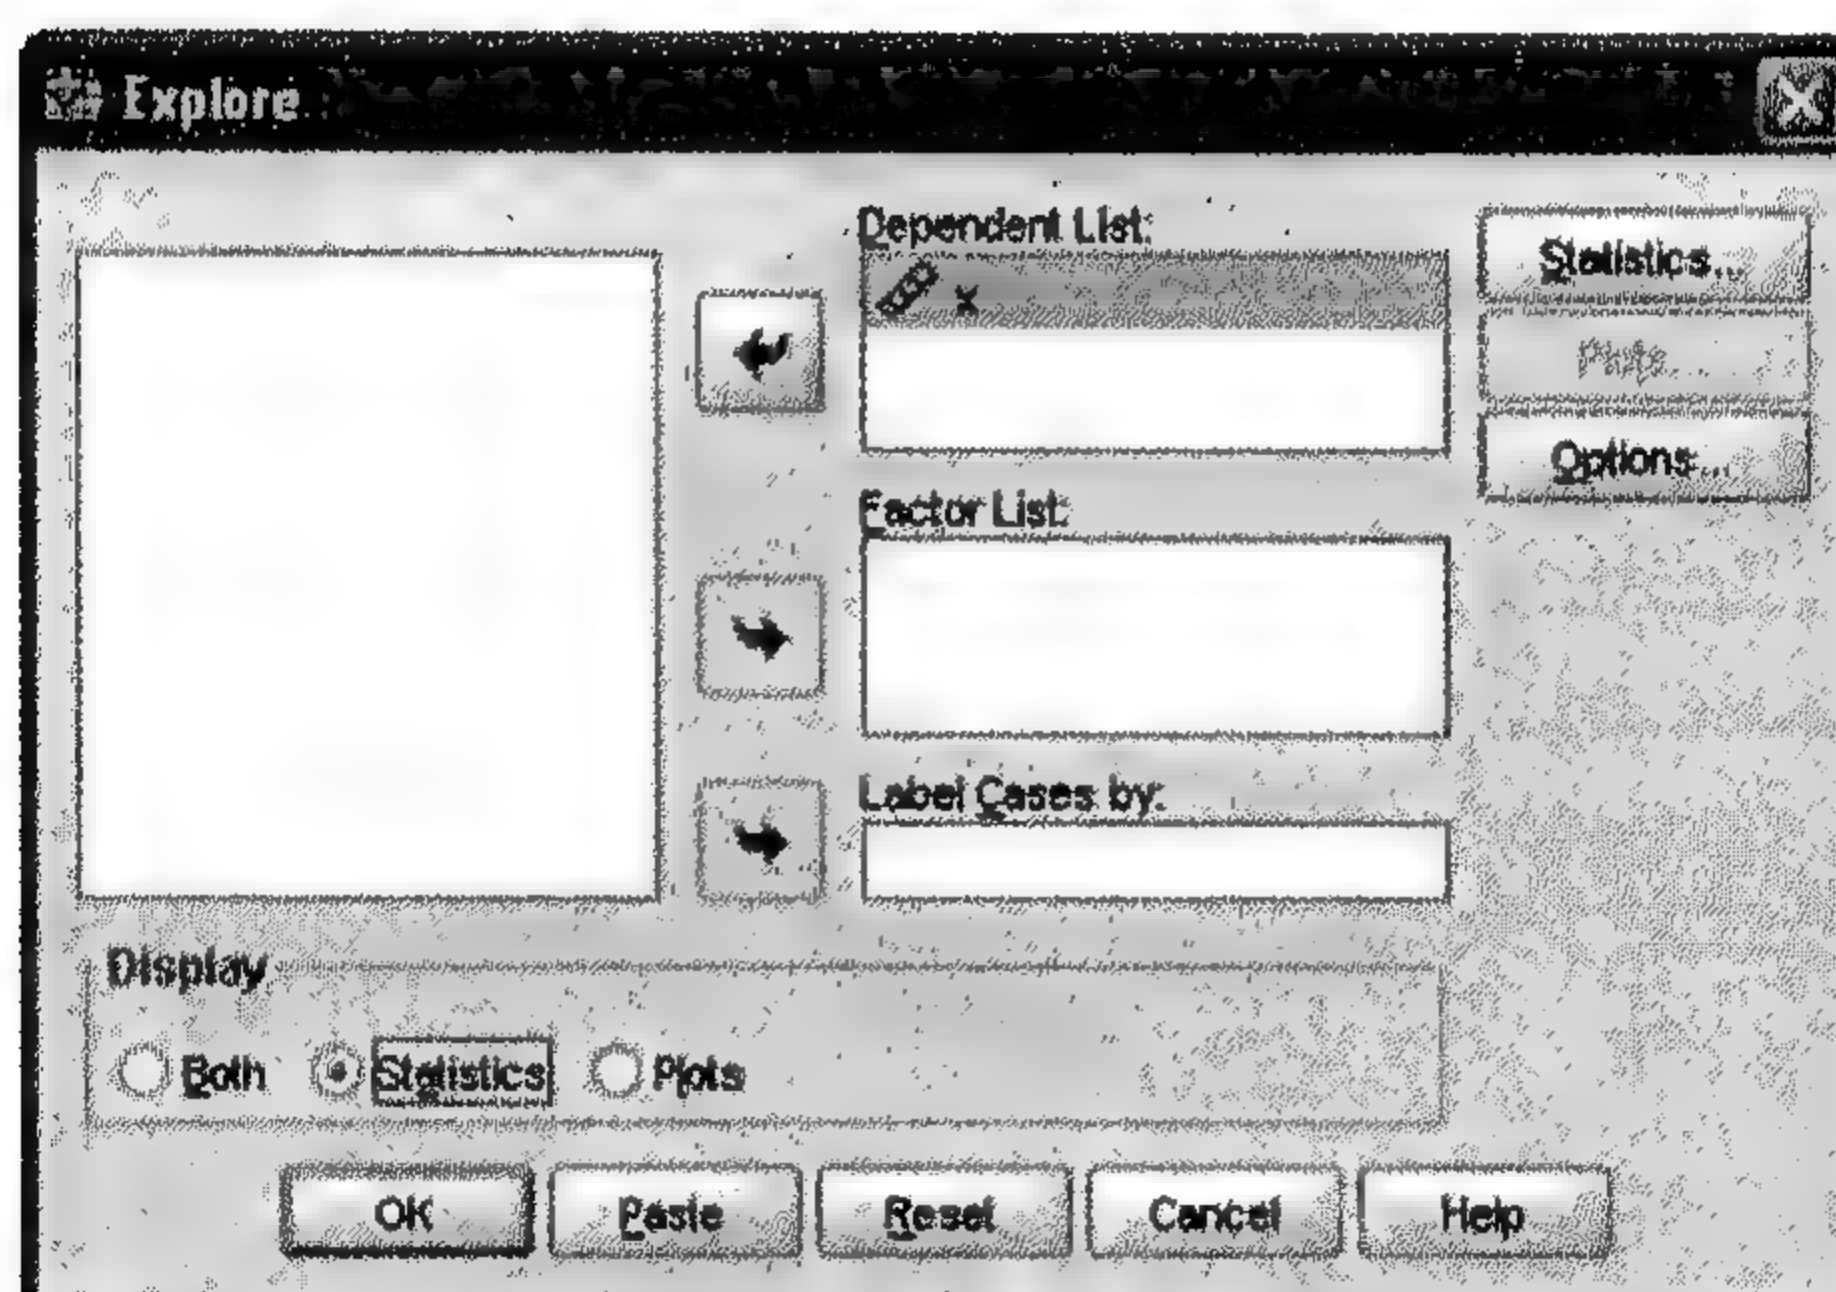 Explore
Dependent List:
x
Statistics...
Plots...
Options...
Factor List:
Label Cases by:
Display
Both Statistics Plots
OK Paste Reset Cancel Help